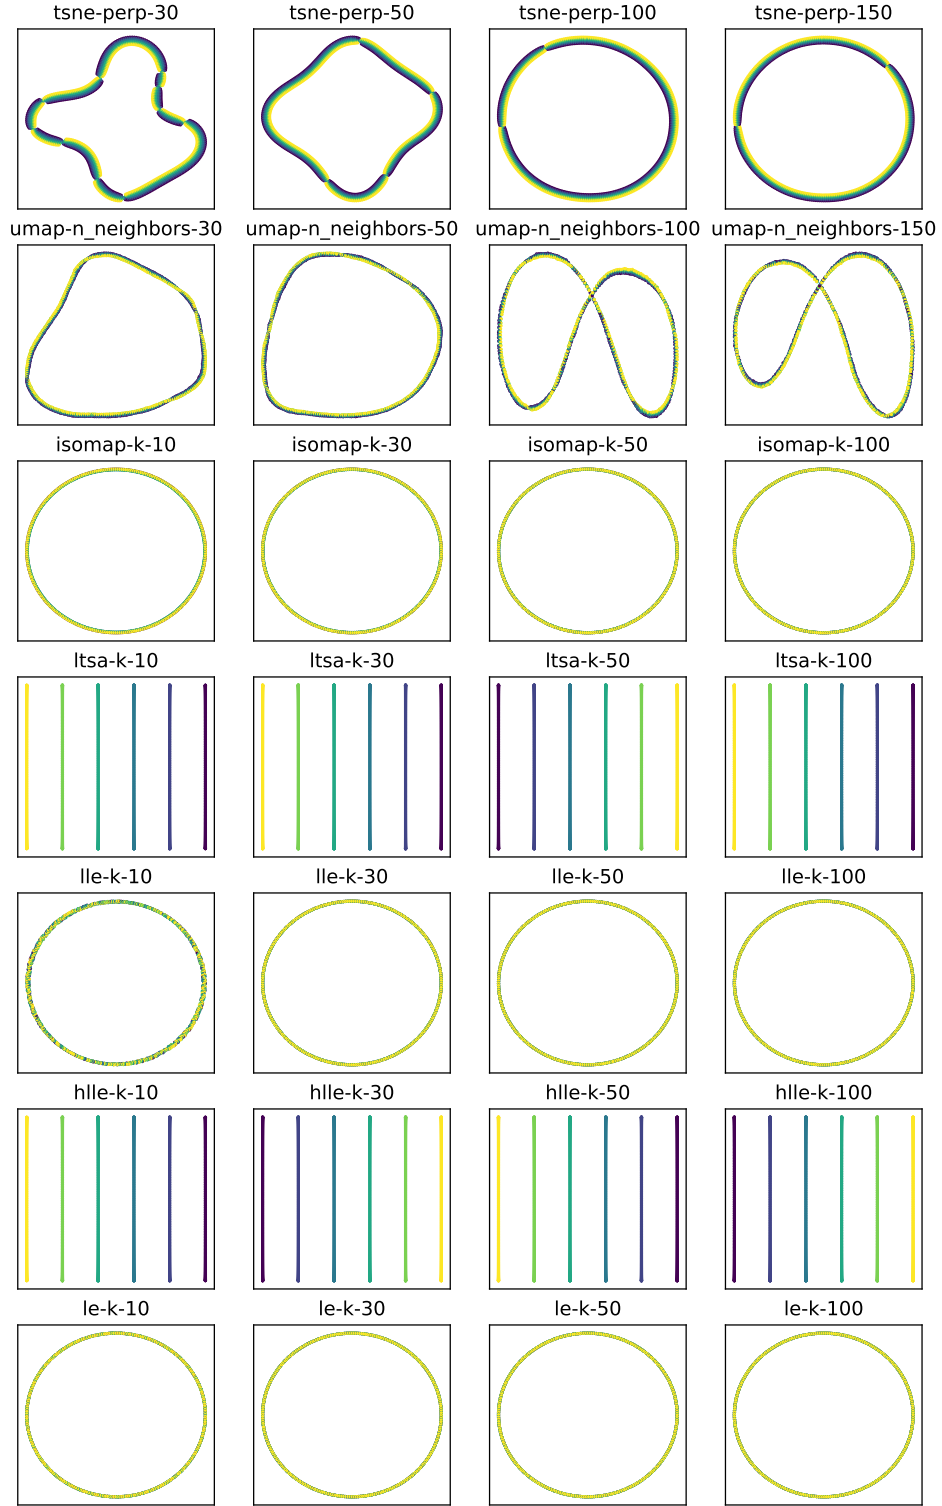 tsne-perp-30 tsne-perp-50 tsne-perp-100 tsne-perp-150
umap-n_neighbors-30 umap-n_neighbors-50 umap-n_neighbors-100 umap-n_neighbors-150
isomap-k-10 isomap-k-30 isomap-k-50 isomap-k-100
ltsa-k-10 ltsa-k-30 ltsa-k-50 ltsa-k-100
lle-k-10 lle-k-30 lle-k-50 lle-k-100
hlle-k-10 hlle-k-30 hlle-k-50 hlle-k-100
le-k-10 le-k-30 le-k-50 le-k-100